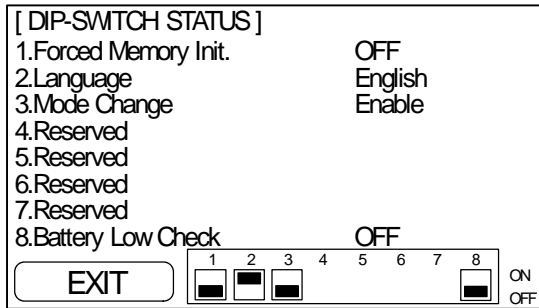 [ DIP-SWITCH STATUS ]
1.Forced Memory Init. OFF
2.Language English
3.Mode Change Enable
4.Reserved
5.Reserved
6.Reserved
7.Reserved
8.Battery Low Check OFF
1 2 3 4 5 6 7 8
ON
EXIT
OFF